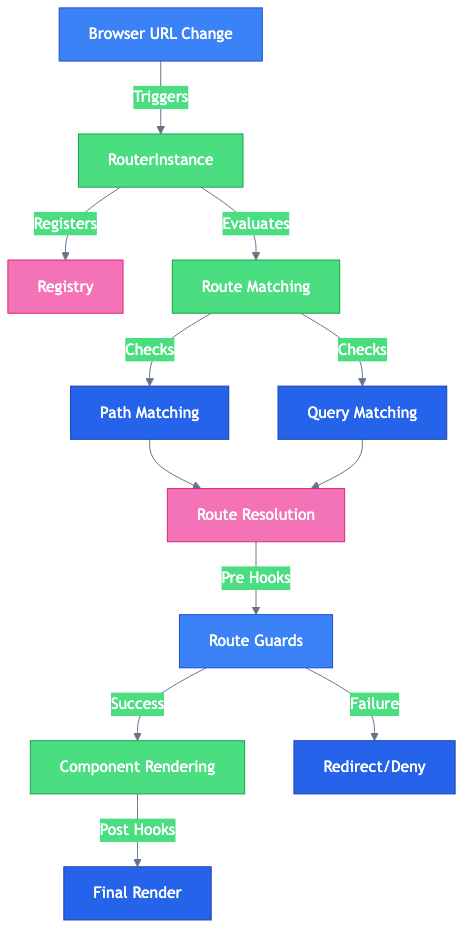 Browser URL Change
Triggers
RouterInstance
Registers
Evaluates
Registry
Route Matching
Checks
Checks
Path Matching
Query Matching
Route Resolution
Pre Hooks
Route Guards
Success
Failure
Component Rendering
Redirect/Deny
Post Hooks
Final Render